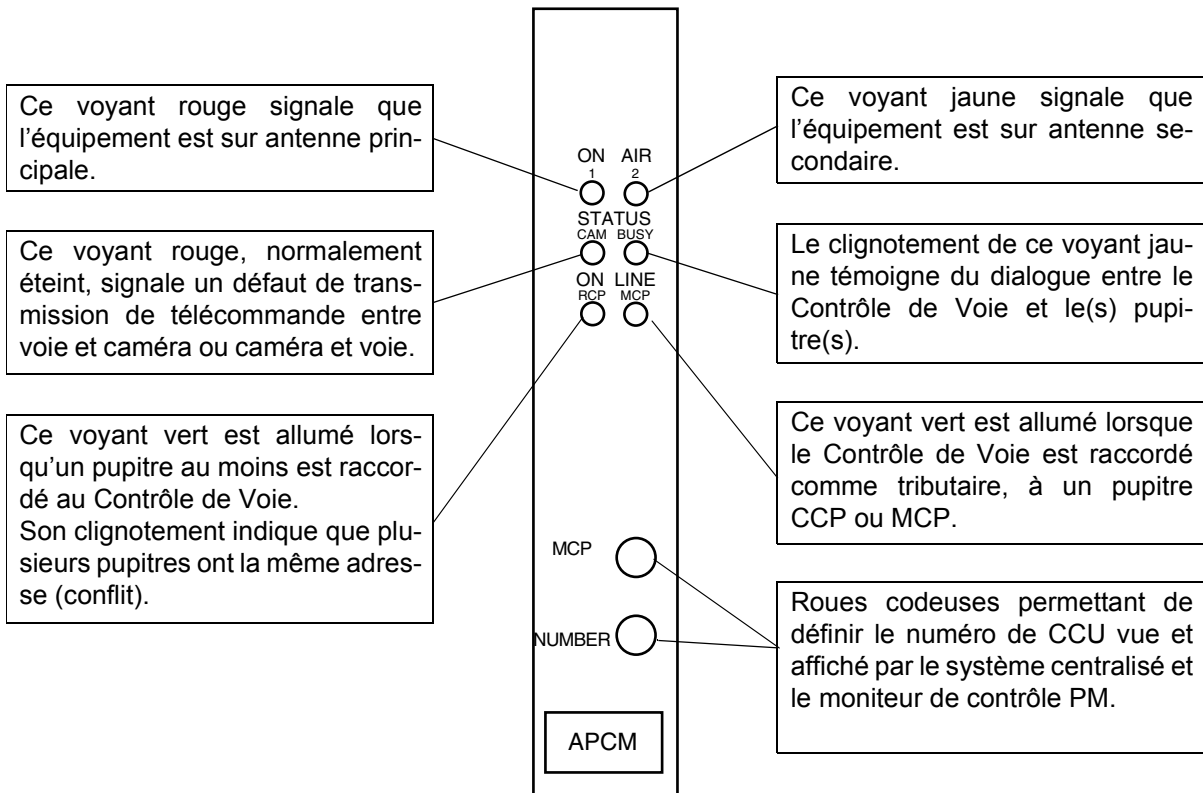 Ce voyant rouge signale que
l'équipement est sur antenne prin-
cipale.
Ce voyant rouge, normalement
éteint, signale un défaut de trans-
mission de télécommande entre
voie et caméra ou caméra et voie.
Ce voyant vert est allumé lors-
qu'un pupitre au moins est raccor-
dé au Contrôle de Voie.
Son clignotement indique que plu-
sieurs pupitres ont la même adres-
se (conflit).
ON AIR
1 2
STATUS
CAM BUSY
ON LINE
RCP MCP
MCP
NUMBER
APCM
Ce voyant jaune signale que
l'équipement est sur antenne se-
condaire.
Le clignotement de ce voyant jau-
ne témoigne du dialogue entre le
Contrôle de Voie et le(s) pupi-
tre(s).
Ce voyant vert est allumé lorsque
le Contrôle de Voie est raccordé
comme tributaire, à un pupitre
CCP ou MCP.
Roues codeuses permettant de
définir le numéro de CCU vue et
affiché par le système centralisé et
le moniteur de contrôle PM.